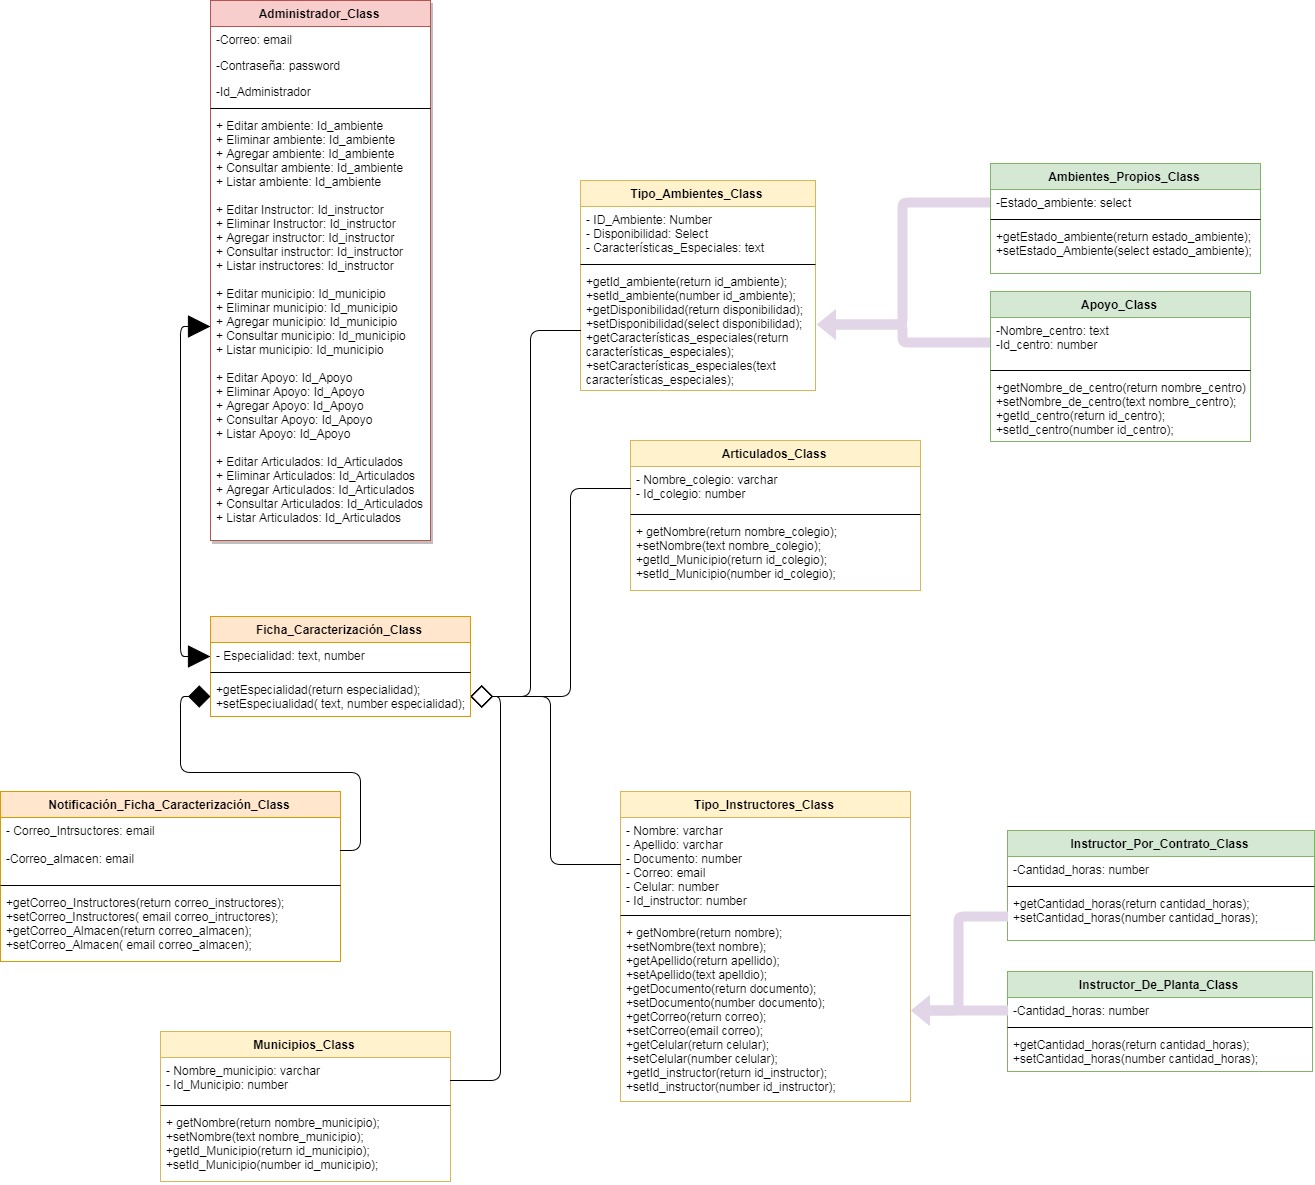 Administrador_Class
-Correo: email
-Contraseña: password
-Id_Administrador
+ Editar ambiente: Id_ambiente
+ Eliminar ambiente: Id_ambiente
+ Agregar ambiente: Id_ambiente
+ Consultar ambiente: Id_ambiente
+ Listar ambiente: Id_ambiente
+ Editar Instructor: Id_instructor
+ Eliminar Instructor: Id_instructor
+ Agregar instructor: Id_instructor
+ Consultar instructor: Id_instructor
+ Listar instructores: Id_instructor
+ Editar municipio: Id_municipio
+ Eliminar municipio: Id_municipio
+ Agregar municipio: Id_municipio
+ Consultar municipio: Id_municipio
+ Listar municipio: Id_municipio
+ Editar Apoyo: Id_Apoyo
+ Eliminar Apoyo: Id_Apoyo
+ Agregar Apoyo: Id_Apoyo
+ Consultar Apoyo: Id_Apoyo
+ Listar Apoyo: Id_Apoyo
+ Editar Articulados: Id_Articulados
+ Eliminar Articulados: Id_Articulados
+ Agregar Articulados: Id_Articulados
+ Consultar Articulados: Id_Articulados
+ Listar Articulados: Id_Articulados
Tipo_Ambientes_Class
- ID_Ambiente: Number
- Disponibilidad: Select
- Características_Especiales: text
+getId_ambiente(return id_ambiente);
+setId_ambiente(number id_ambiente);
+getDisponibilidad(return disponibilidad);
+setDisponibilidad(select disponibilidad);
+getCaracterísticas_especiales(return
características_especiales);
+setCaracterísticas_especiales(text
características_especiales);
Ambientes_Propios_Class
-Estado_ambiente: select
+getEstado_ambiente(return estado_ambiente);
+setEstado_Ambiente(select estado_ambiente);
Apoyo_Class
-Nombre_centro: text
-Id_centro: number
+getNombre_de_centro(return nombre_centro)
+setNombre_de_centro(text nombre_centro);
+getId_centro(return id_centro);
+setId_centro(number id_centro);
Articulados_Class
- Nombre_colegio: varchar
- Id_colegio: number
+ getNombre(return nombre_colegio);
+setNombre(text nombre_colegio);
+getId_Municipio(return id_colegio);
+setId_Municipio(number id_colegio);
Ficha_Caracterización_Class
- Especialidad: text, number
+getEspecialidad(return especialidad);
+setEspeciualidad( text, number especialidad);
Notificación_Ficha_Caracterización_Class
- Correo_Intrsuctores: email
-Correo_almacen: email
+getCorreo_Instructores(return correo_instructores);
+setCorreo_Instructores( email correo_intructores);
+getCorreo_Almacen(return correo_almacen);
+setCorreo_Almacen( email correo_almacen);
Tipo_Instructores_Class
- Nombre: varchar
- Apellido: varchar
- Documento: number
- Correo: email
- Celular: number
- Id_instructor: number
+ getNombre(return nombre);
+setNombre(text nombre);
+getApellido(return apellido);
+setApellido(text apelldio);
+getDocumento(return documento);
+setDocumento(number documento);
+getCorreo(return correo);
+setCorreo(email correo);
+getCelular(return celular);
+setCelular(number celular);
+getId_instructor(return id_instructor);
+setId_instructor(number id_instructor);
Instructor_Por_Contrato_Class
-Cantidad_horas: number
+getCantidad_horas(return cantidad_horas);
+setCantidad_horas(number cantidad_horas);
Instructor_De_Planta_Class
-Cantidad_horas: number
+getCantidad_horas(return cantidad_horas);
+setCantidad_horas(number cantidad_horas);
Municipios_Class
- Nombre_municipio: varchar
- Id_Municipio: number
+ getNombre(return nombre_municipio);
+setNombre(text nombre_municipio);
+getId_Municipio(return id_municipio);
+setId_Municipio(number id_municipio);